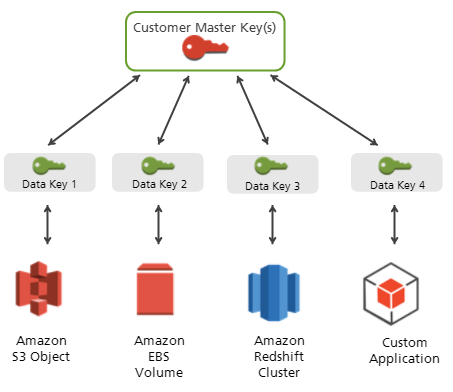 Customer Master Key(s)
Data Key 1
Data Key 2
Data Key 3
Data Key 4
Amazon
S3 Object
Amazon
EBS
Volume
Amazon
Redshift
Cluster
Custom
Application